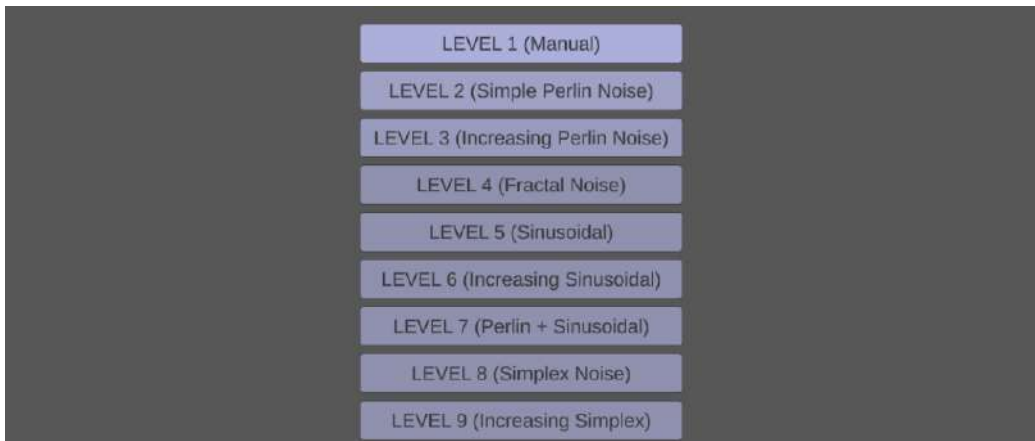 LEVEL 1 (Manual)
LEVEL 2 (Simple Perlin Noise)
LEVEL 3 (Increasing Perlin Noise)
LEVEL 4 (Fractal Noise)
LEVEL 5 (Sinusoidal)
LEVEL 6 (Increasing Sinusoidal)
LEVEL 7 (Perlin + Sinusoidal)
LEVEL 8 (Simplex Noise)
LEVEL 9 (Increasing Simplex)